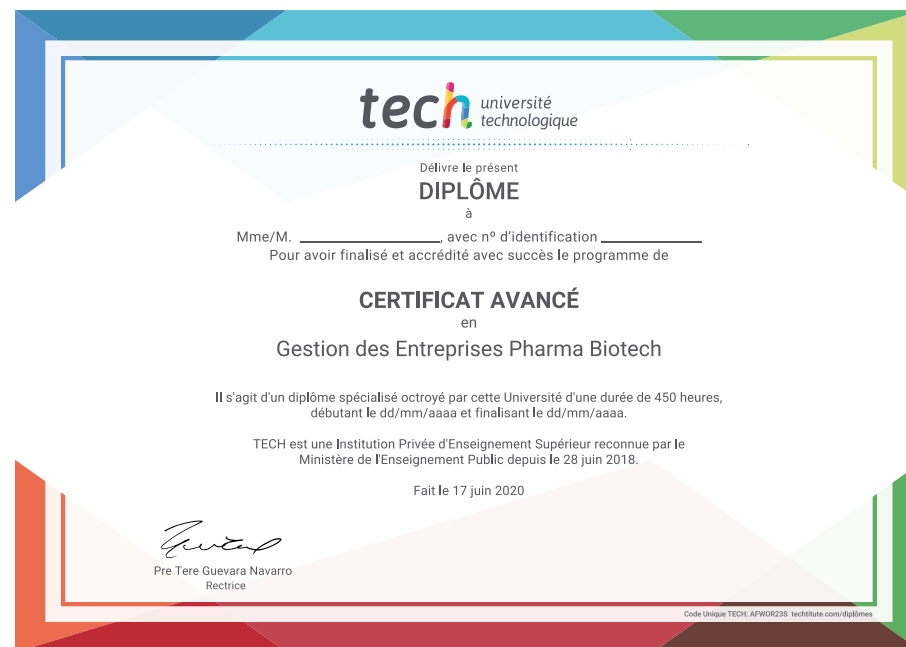 tech université
technologique
Délivre le présent
DIPLÔME
à
Mme/M. ____________________, avec nº d'identification ______________
Pour avoir finalisé et accrédité avec succès le programme de
CERTIFICAT AVANCÉ
en
Gestion des Entreprises Pharma Biotech
Il s'agit d'un diplôme spécialisé octroyé par cette Université d'une durée de 450 heures,
débutant le dd/mm/aaaa et finalisant le dd/mm/aaaa.
TECH est une Institution Privée d'Enseignement Supérieur reconnue par le
Ministère de l'Enseignement Public depuis le 28 juin 2018.
Fait le 17 juin 2020
Pre Tere Guevara Navarro
Rectrice
Code Unique TECH: AFWOR23S techtitute.com/diplômes